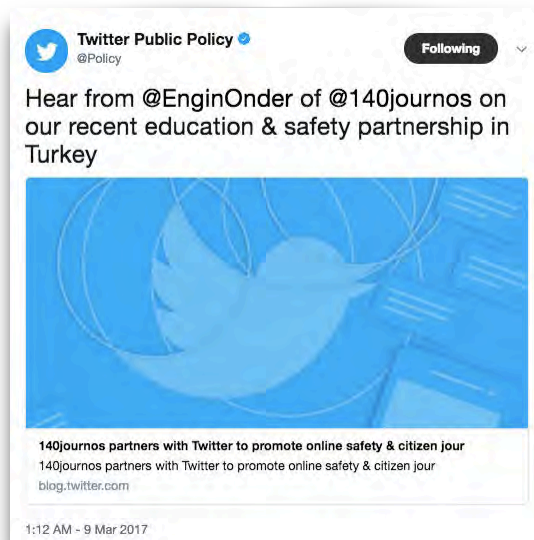 Twitter Public Policy
@Policy
Following
Hear from @EnginOnder of @140journos on
our recent education & safety partnership in
Turkey
140journos partners with Twitter to promote online safety & citizen jour
140journos partners with Twitter to promote online safety & citizen jour
blog.twitter.com
1:12 AM - 9 Mar 2017